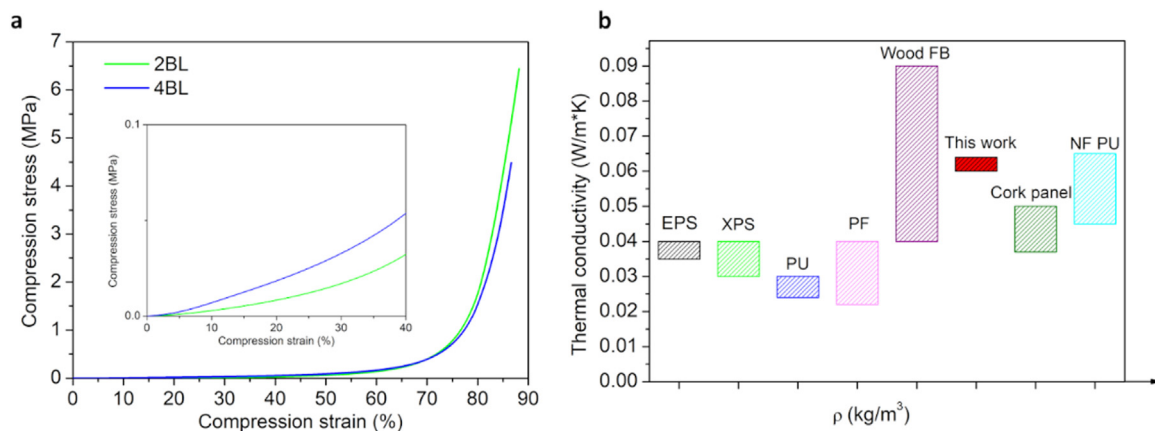 a
7
6
5
4
3
2
1
0
Compression stress (MPa)
2BL
4BL
0.1
0.0
Compression stress (MPa)
0 10 20 30 40
Compression strain (%)
0 10 20 30 40 50 60 70 80 90
Compression strain (%)
b
0.09
0.08
0.07
0.06
0.05
0.04
0.03
0.02
0.01
0.00
Thermal conductivity (W/m*K)
EPS
XPS
PU
PF
Wood FB
This work
Cork panel
NF PU
ρ (kg/m³)